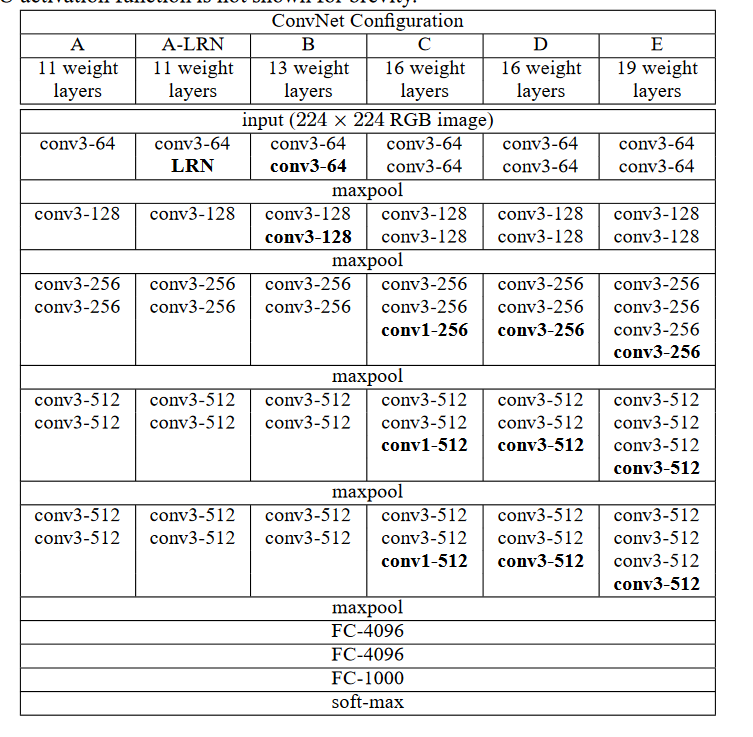 C activation function is not shown for brevity.
ConvNet Configuration
A A-LRN B C D E
11 weight 11 weight 13 weight 16 weight 16 weight 19 weight
layers layers layers layers layers layers
input (224 × 224 RGB image)
conv3-64 conv3-64 conv3-64 conv3-64 conv3-64 conv3-64
LRN conv3-64 conv3-64 conv3-64 conv3-64
maxpool
conv3-128 conv3-128 conv3-128 conv3-128 conv3-128 conv3-128
conv3-128 conv3-128 conv3-128 conv3-128
maxpool
conv3-256 conv3-256 conv3-256 conv3-256 conv3-256 conv3-256
conv3-256 conv3-256 conv3-256 conv3-256 conv3-256 conv3-256
conv1-256 conv3-256 conv3-256
conv3-256
maxpool
conv3-512 conv3-512 conv3-512 conv3-512 conv3-512 conv3-512
conv3-512 conv3-512 conv3-512 conv3-512 conv3-512 conv3-512
conv1-512 conv3-512 conv3-512
conv3-512
maxpool
conv3-512 conv3-512 conv3-512 conv3-512 conv3-512 conv3-512
conv3-512 conv3-512 conv3-512 conv3-512 conv3-512 conv3-512
conv1-512 conv3-512 conv3-512
conv3-512
maxpool
FC-4096
FC-4096
FC-1000
soft-max